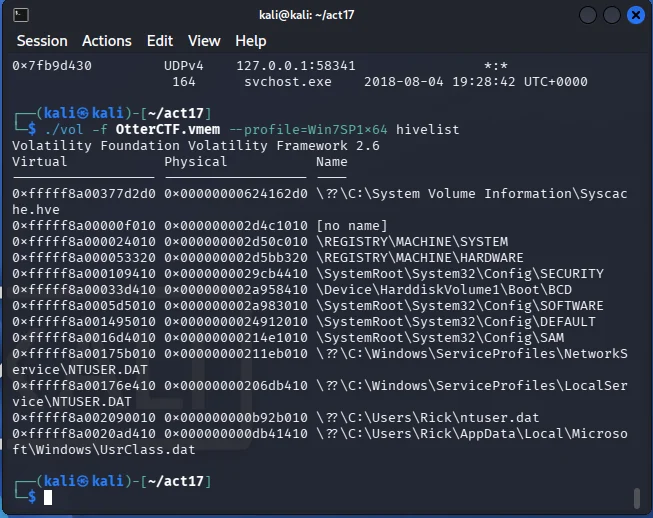 kali@kali: ~/act17
Session Actions Edit View Help
0×7fb9d430 UDPv4 127.0.0.1:58341 *:*
164 svchost.exe 2018-08-04 19:28:42 UTC+0000
┌──(kali㉿kali)-[~/act17]
└─$ ./vol -f OtterCTF.vmem --profile=Win7SP1×64 hivelist
Volatility Foundation Volatility Framework 2.6
Virtual Physical Name
------------------ ------------------ ----
0×fffff8a00377d2d0 0×00000000624162d0 \??\C:\System Volume Information\Syscac
he.hve
0×fffff8a00000f010 0×000000002d4c1010 [no name]
0×fffff8a000024010 0×000000002d50c010 \REGISTRY\MACHINE\SYSTEM
0×fffff8a000053320 0×000000002d5bb320 \REGISTRY\MACHINE\HARDWARE
0×fffff8a000109410 0×0000000029cb4410 \SystemRoot\System32\Config\SECURITY
0×fffff8a00033d410 0×000000002a958410 \Device\HarddiskVolume1\Boot\BCD
0×fffff8a0005d5010 0×000000002a983010 \SystemRoot\System32\Config\SOFTWARE
0×fffff8a001495010 0×0000000024912010 \SystemRoot\System32\Config\DEFAULT
0×fffff8a0016d4010 0×00000000214e1010 \SystemRoot\System32\Config\SAM
0×fffff8a00175b010 0×00000000211eb010 \??\C:\Windows\ServiceProfiles\NetworkS
ervice\NTUSER.DAT
0×fffff8a00176e410 0×00000000206db410 \??\C:\Windows\ServiceProfiles\LocalSer
vice\NTUSER.DAT
0×fffff8a002090010 0×000000000b92b010 \??\C:\Users\Rick\ntuser.dat
0×fffff8a0020ad410 0×000000000db41410 \??\C:\Users\Rick\AppData\Local\Microso
ft\Windows\UsrClass.dat
┌──(kali㉿kali)-[~/act17]
└─$